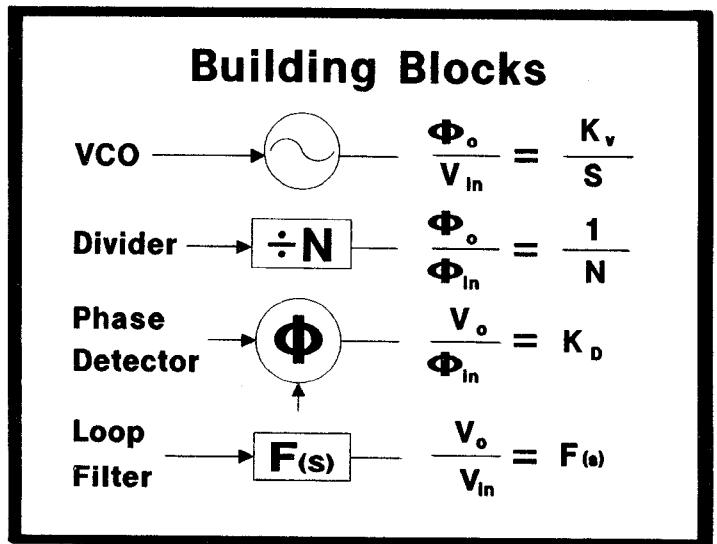 Building Blocks
VCO Φo / Vin = Kv / S
Divider ÷N Φo / Φin = 1 / N
Phase Detector Φ Vo / Φin = KD
Loop Filter F(s) Vo / Vin = F(s)